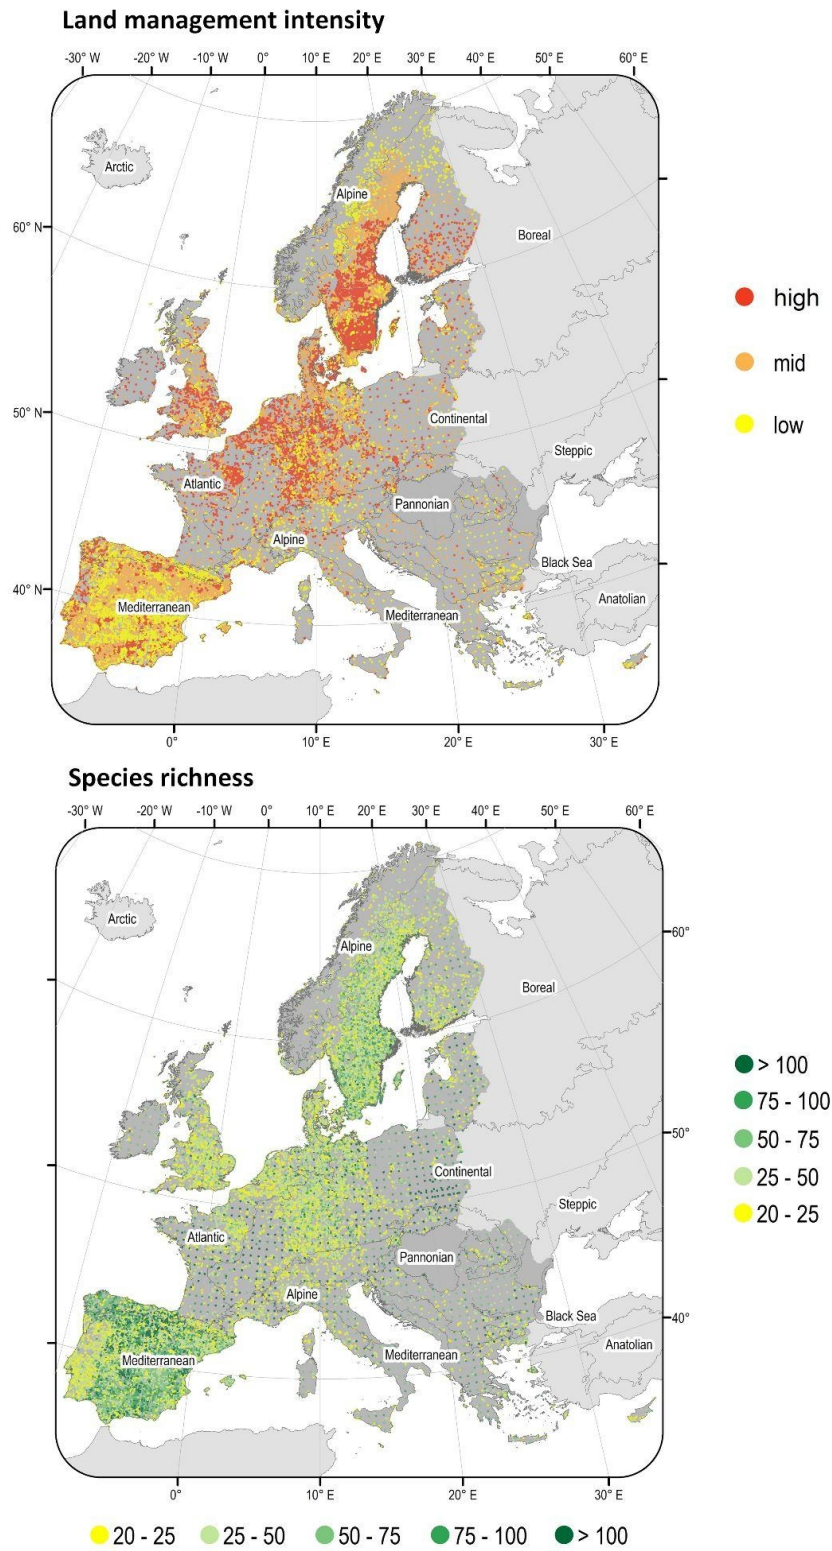 Land management intensity
-30° W -20° W -10° W 0° 10° E 20° E 30° E 40° E 50° E 60° E
Arctic
Alpine
60° N
Boreal
high
mid
50° N
Continental
low
Steppic
Atlantic
Pannonian
Alpine
Black Sea
40° N
Mediterranean
Anatolian
Mediterranean
0° 10° E 20° E 30° E
Species richness
-30° W -20° W -10° W 0° 10° E 20° E 30° E 40° E 50° E 60° E
Arctic
60°
Alpine
Boreal
> 100
75 - 100
50°
50 - 75
Continental
25 - 50
Steppic
20 - 25
Atlantic
Pannonian
Alpine
Black Sea
40°
Anatolian
Mediterranean
Mediterranean
0° 10° E 20° E 30° E
20 - 25 25 - 50 50 - 75 75 - 100 > 100